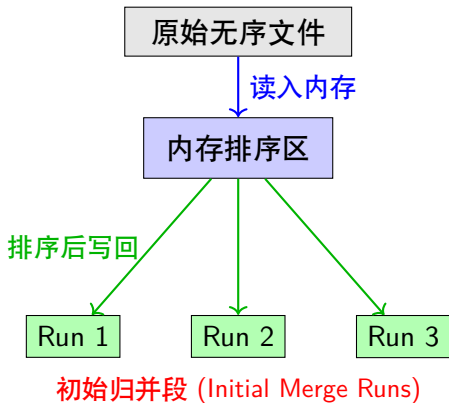 原始无序文件
读入内存
内存排序区
排序后写回
Run 1
Run 2
Run 3
初始归并段 (Initial Merge Runs)